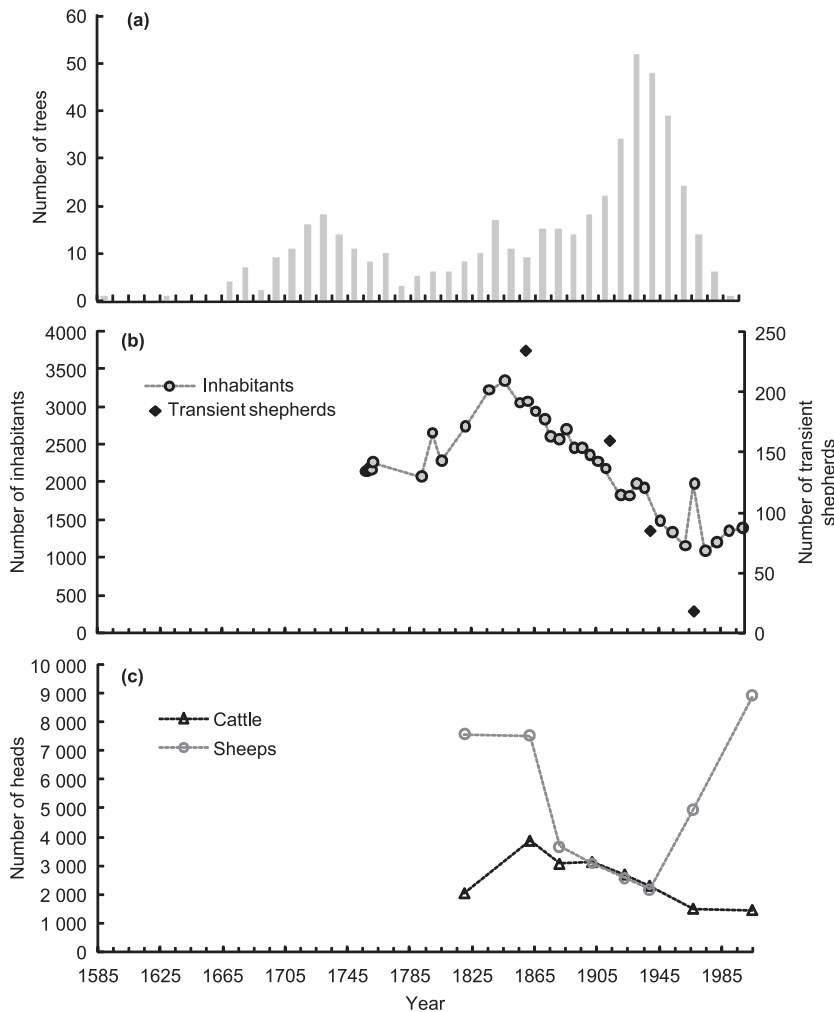 (a)
Number of trees
60
50
40
30
20
10
0
(b)
Number of inhabitants
4000
3500
3000
2500
2000
1500
1000
500
0
Inhabitants
Transient shepherds
250
200
150
100
50
0
Number of transient
shepherds
(c)
Number of heads
10 000
9 000
8 000
7 000
6 000
5 000
4 000
3 000
2 000
1 000
0
Cattle
Sheeps
1585 1625 1665 1705 1745 1785 1825 1865 1905 1945 1985
Year